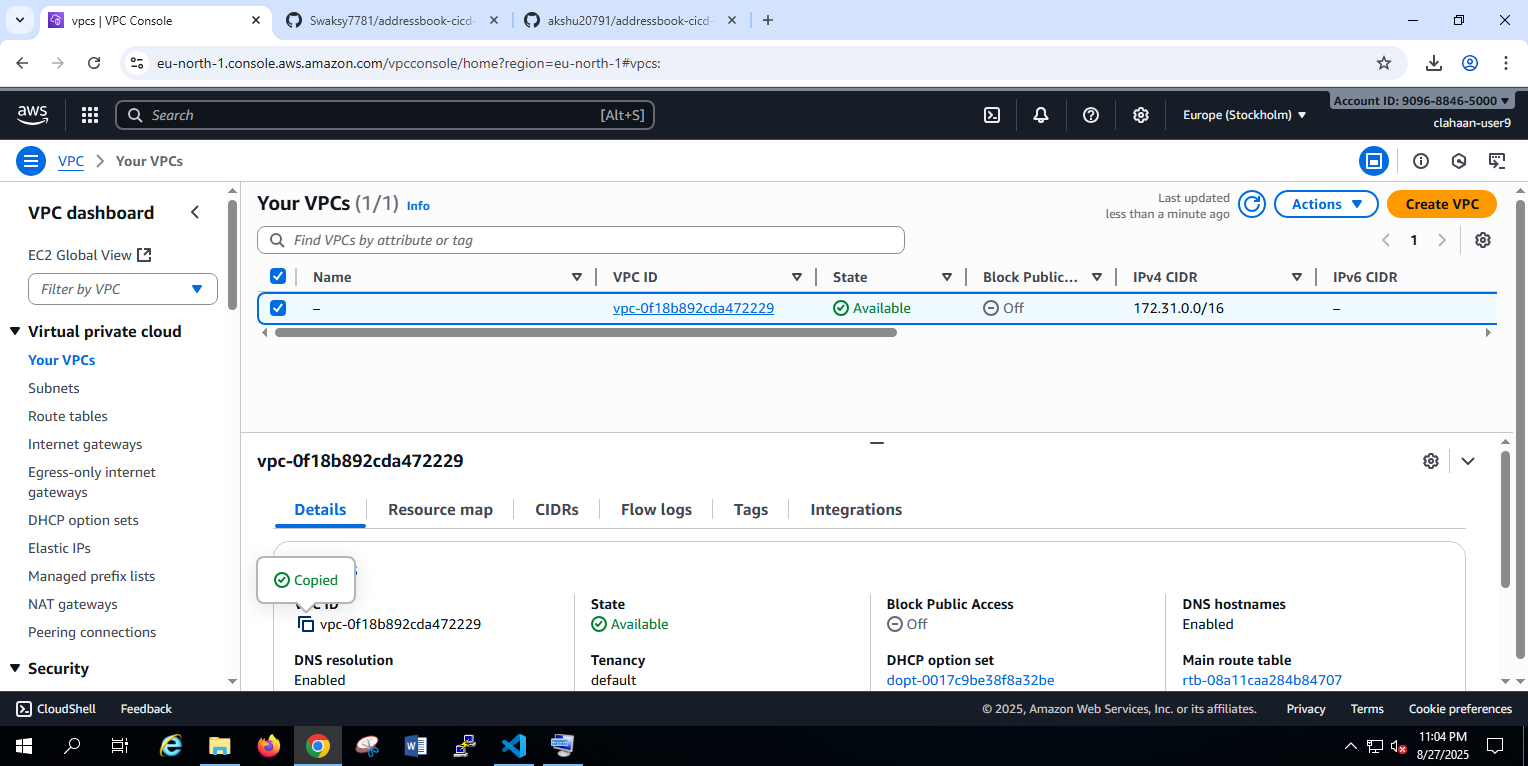 vpcs | VPC Console
Swaksy7781/addressbook-cicd-
akshu20791/addressbook-cicd-
eu-north-1.console.aws.amazon.com/vpcconsole/home?region=eu-north-1#vpcs:
aws
Search
[Alt+S]
Europe (Stockholm)
Account ID: 9096-8846-5000
clahaan-user9
VPC
Your VPCs
VPC dashboard
EC2 Global View
Filter by VPC
Virtual private cloud
Your VPCs
Subnets
Route tables
Internet gateways
Egress-only internet
gateways
DHCP option sets
Elastic IPs
Managed prefix lists
NAT gateways
Peering connections
Security
Your VPCs (1/1) Info
Last updated
less than a minute ago
Actions
Create VPC
Find VPCs by attribute or tag
1
Name VPC ID State Block Public... IPv4 CIDR IPv6 CIDR
– vpc-0f18b892cda472229 Available Off 172.31.0.0/16 –
vpc-0f18b892cda472229
Details Resource map CIDRs Flow logs Tags Integrations
Copied
VPC ID
vpc-0f18b892cda472229
State
Available
Block Public Access
Off
DNS hostnames
Enabled
DNS resolution
Enabled
Tenancy
default
DHCP option set
dopt-0017c9be38f8a32be
Main route table
rtb-08a11caa284b84707
CloudShell Feedback © 2025, Amazon Web Services, Inc. or its affiliates. Privacy Terms Cookie preferences
11:04 PM
8/27/2025